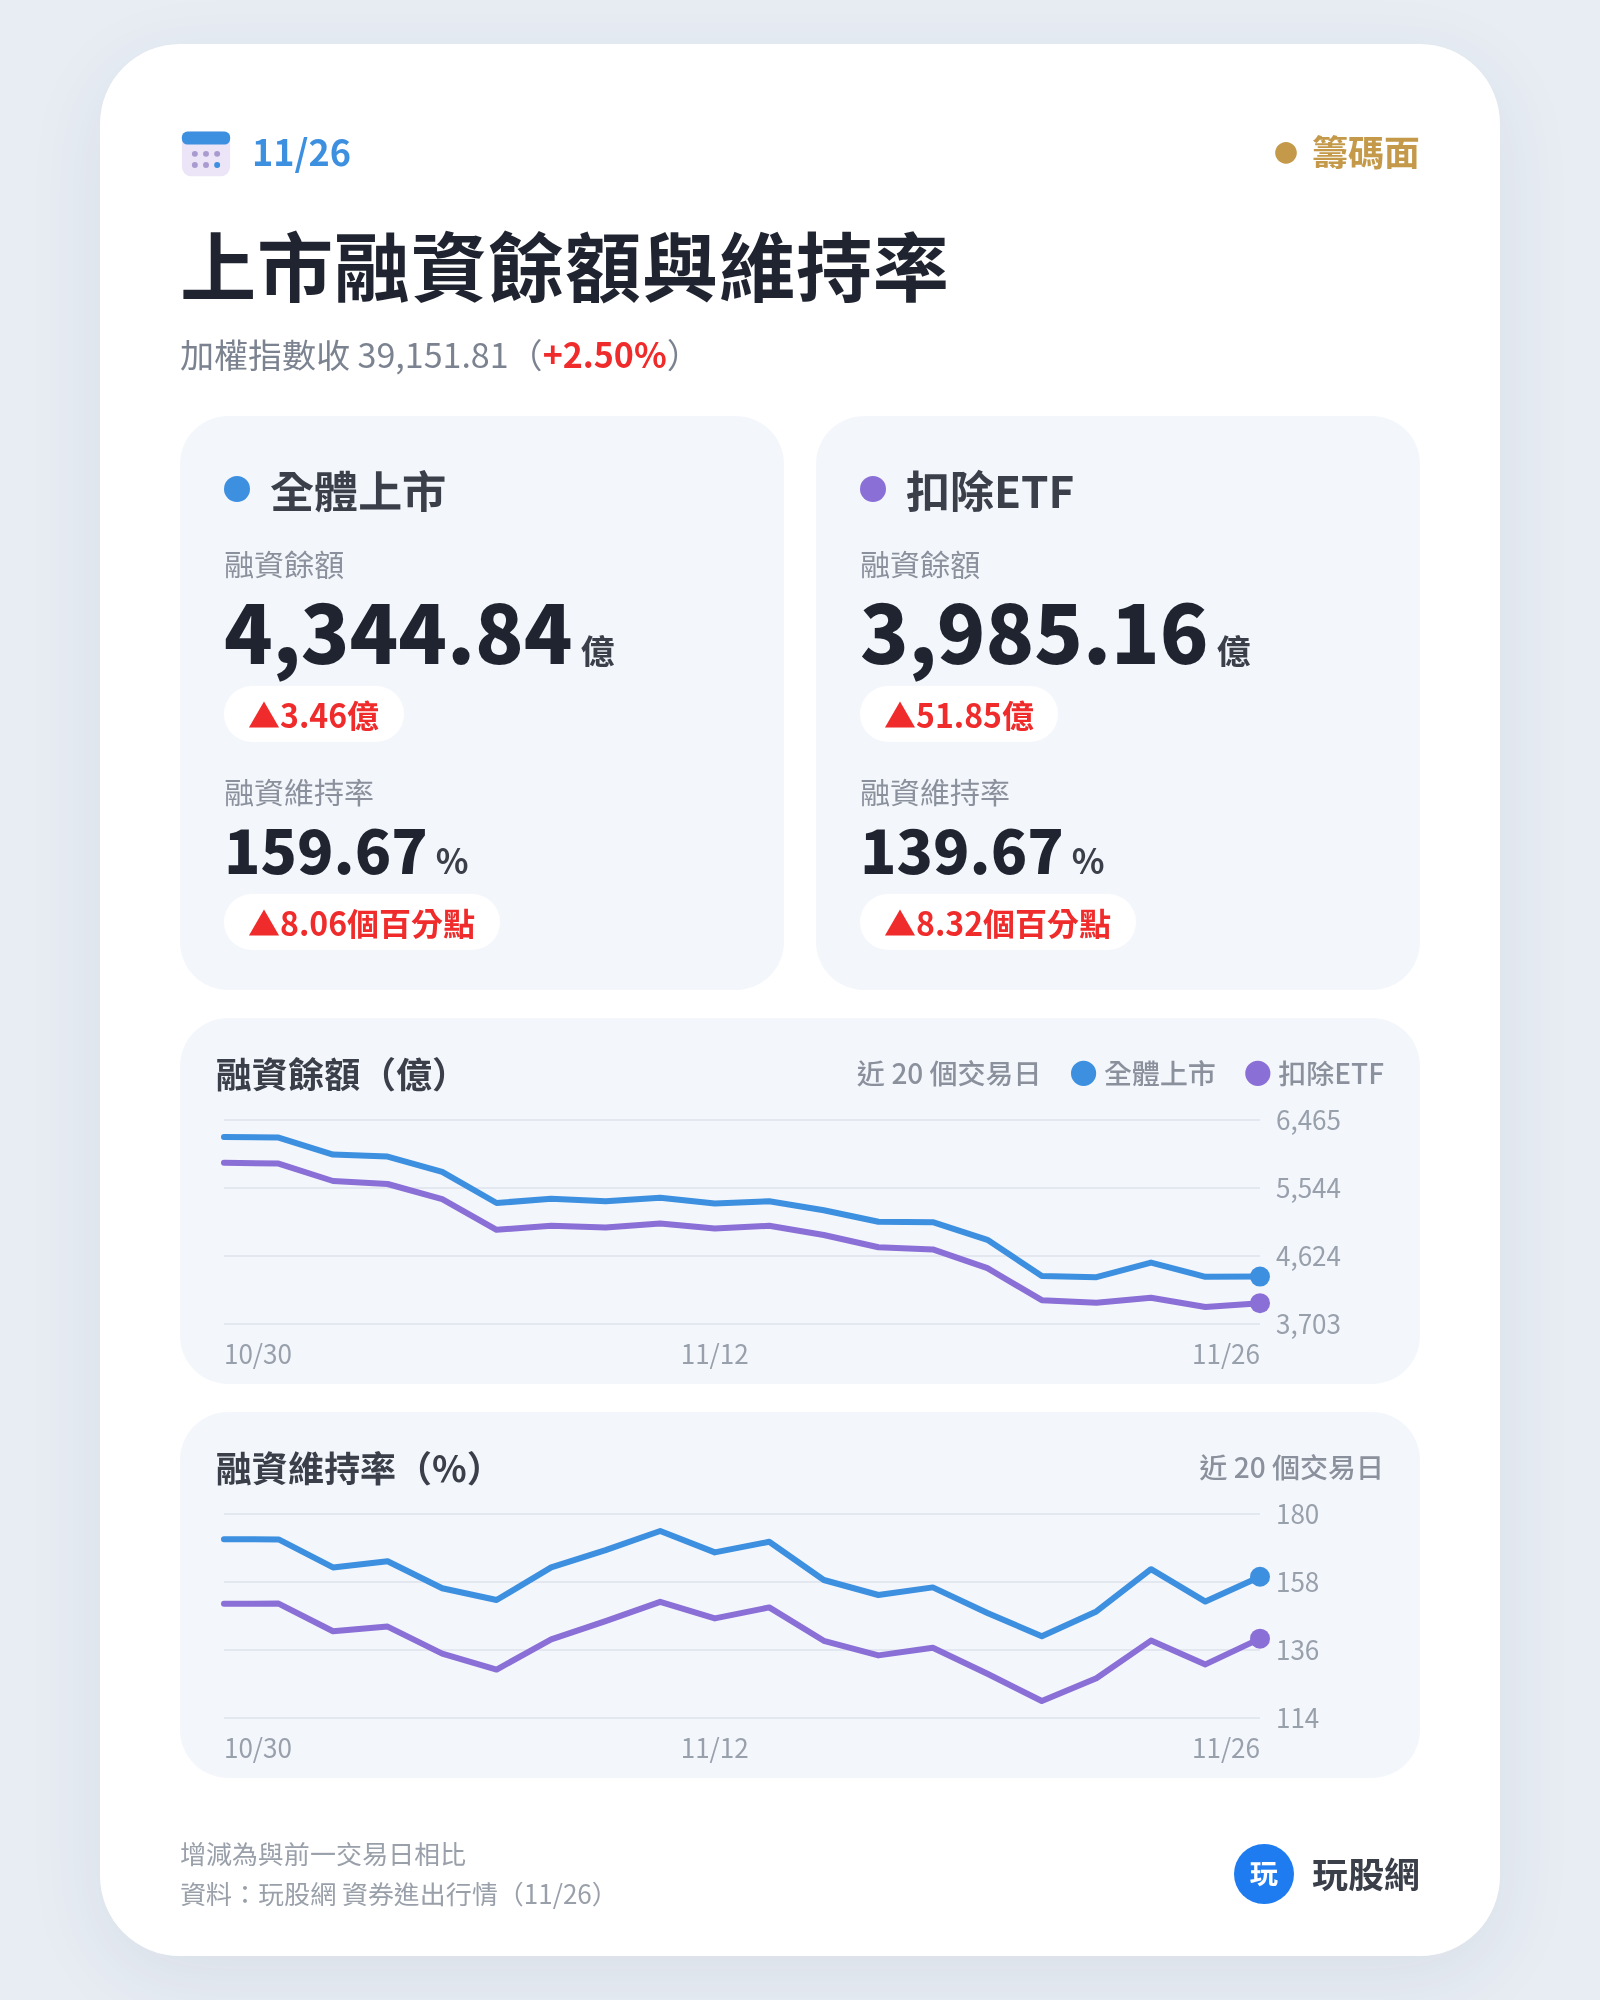 11/26
籌碼面
上市融資餘額與維持率
加權指數收 39,151.81（+2.50%）
全體上市
融資餘額
4,344.84 億
▲3.46億
融資維持率
159.67 %
▲8.06個百分點
扣除ETF
融資餘額
3,985.16 億
▲51.85億
融資維持率
139.67 %
▲8.32個百分點
融資餘額（億）
近 20 個交易日 全體上市 扣除ETF
6,465
5,544
4,624
3,703
10/30 11/12 11/26
融資維持率（%）
近 20 個交易日
180
158
136
114
10/30 11/12 11/26
增減為與前一交易日相比
資料：玩股網 資券進出行情（11/26）
玩 玩股網